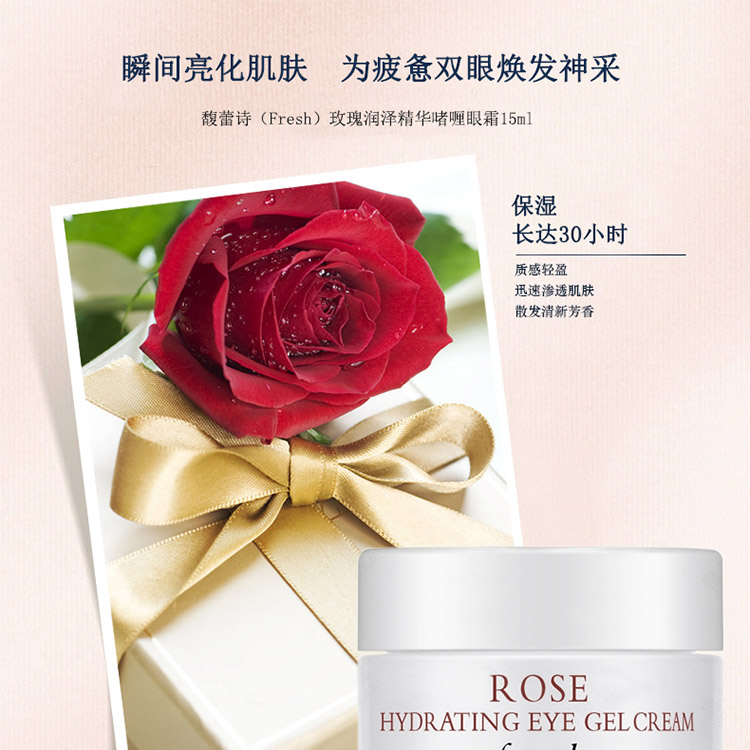 瞬间亮化肌肤　为疲惫双眼焕发神采
馥蕾诗（Fresh）玫瑰润泽精华啫喱眼霜15ml
保湿
长达30小时
质感轻盈
迅速渗透肌肤
散发清新芳香
ROSE
HYDRATING EYE GEL CREAM